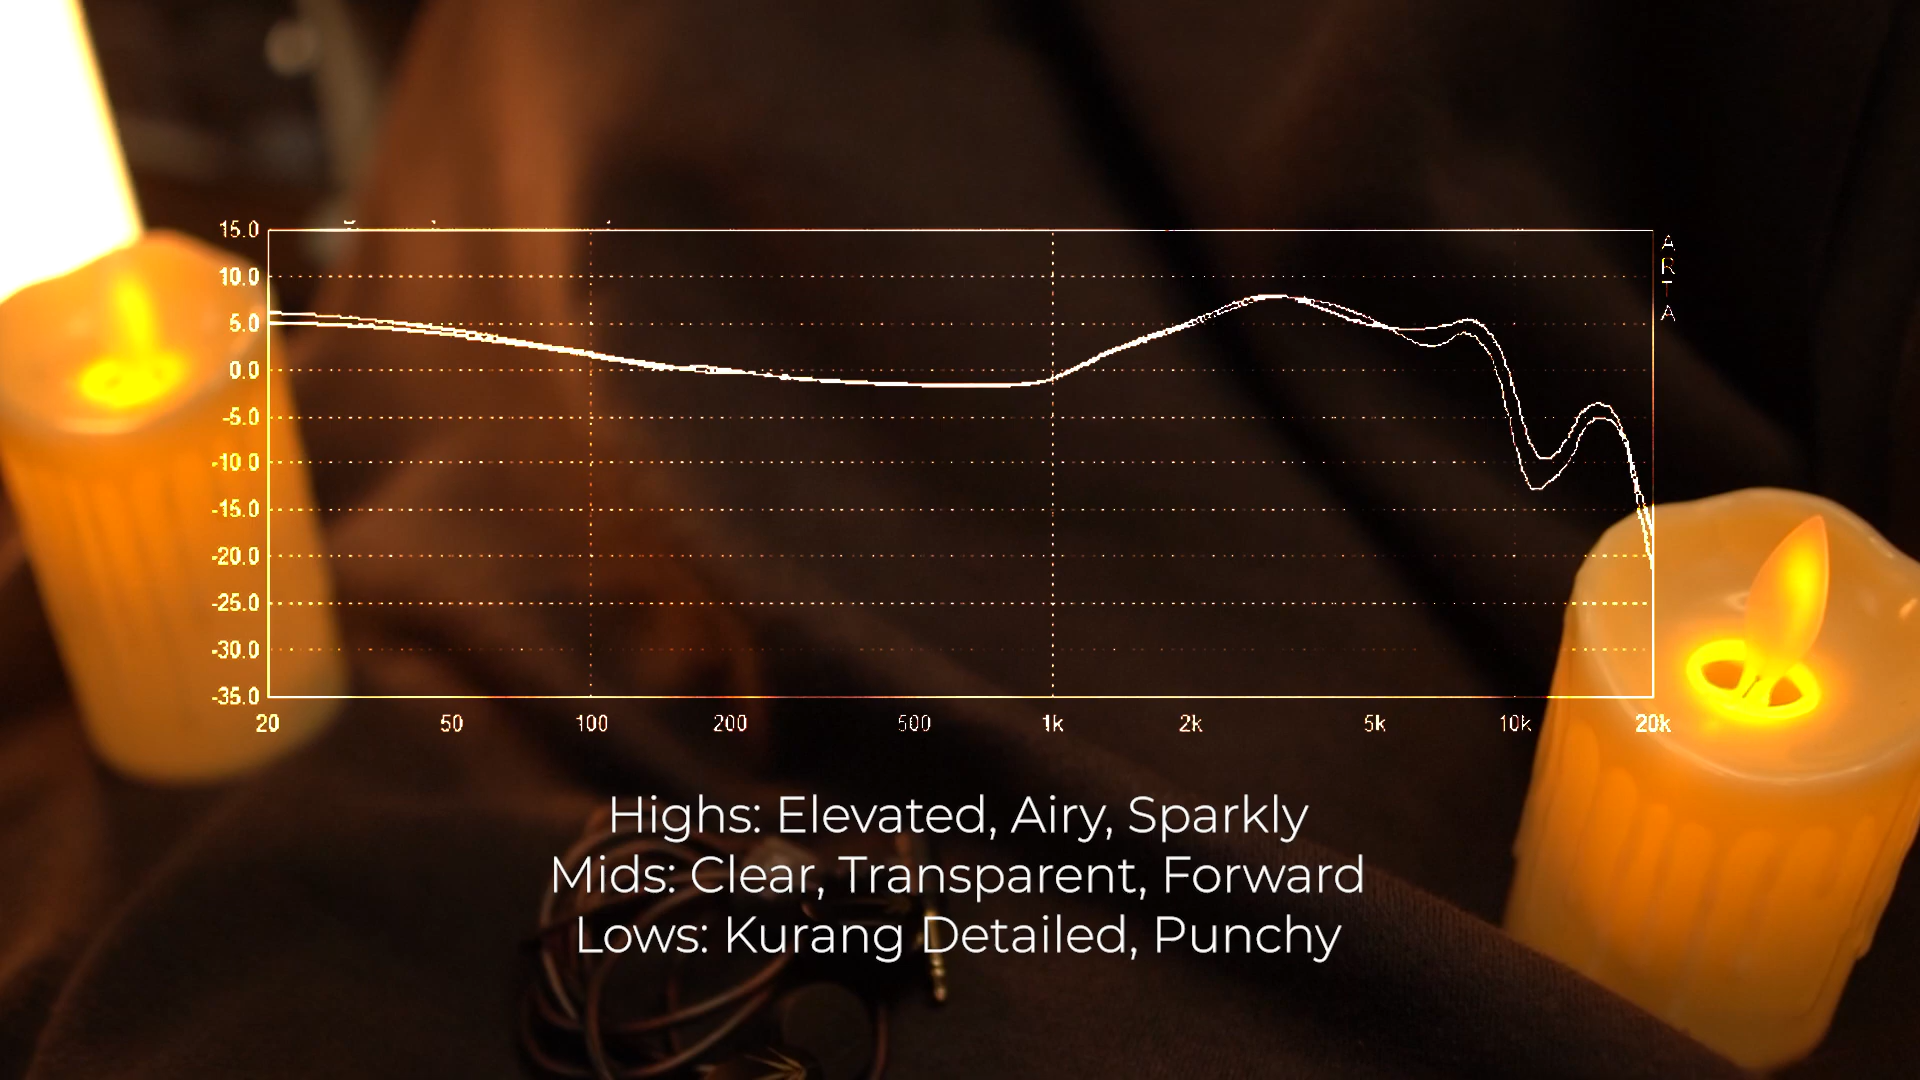 15.0
10.0
5.0
0.0
-5.0
-10.0
-15.0
-20.0
-25.0
-30.0
-35.0
A
R
T
A
20 50 100 200 500 1k 2k 5k 10k 20k
Highs: Elevated, Airy, Sparkly
Mids: Clear, Transparent, Forward
Lows: Kurang Detailed, Punchy